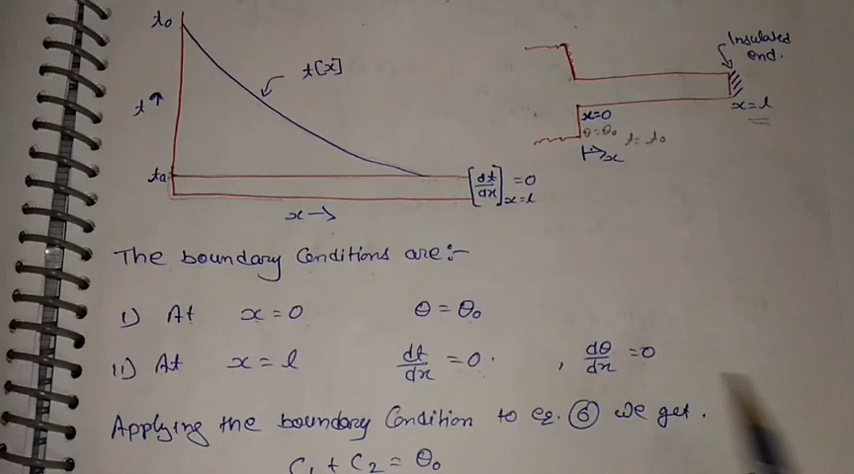 t₀
t[x]
t↑
tₐ
x→
[dt/dx]ₓ₌ₗ = 0
Insulated
end.
x=l
x=0
θ=θ₀ t=t₀
↦x
The boundary Conditions are:-
i) At x=0 θ=θ₀
ii) At x=l dt/dx =0. , dθ/dx =0
Applying the boundary Condition to eq. ⑥ we get.
C₁ + C₂ = θ₀